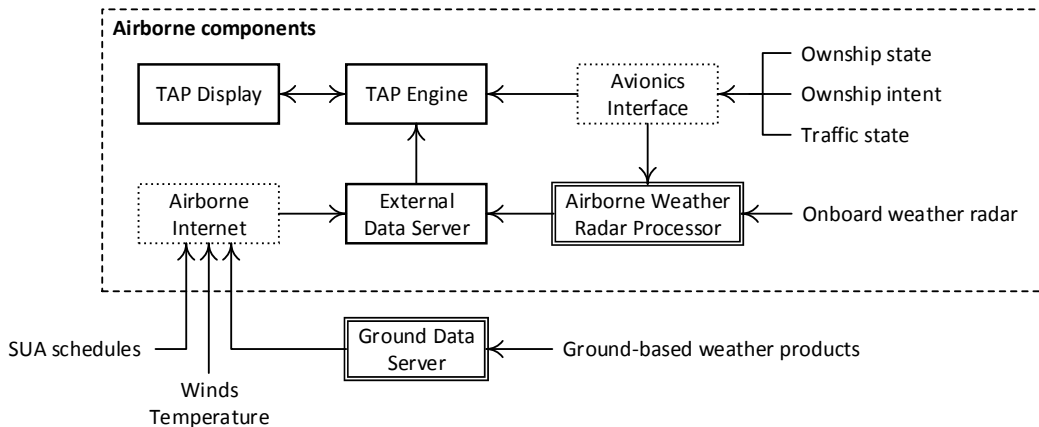 Airborne components
TAP Display
TAP Engine
Avionics
Interface
Ownship state
Ownship intent
Traffic state
Airborne
Internet
External
Data Server
Airborne Weather
Radar Processor
Onboard weather radar
SUA schedules
Winds
Temperature
Ground Data
Server
Ground-based weather products